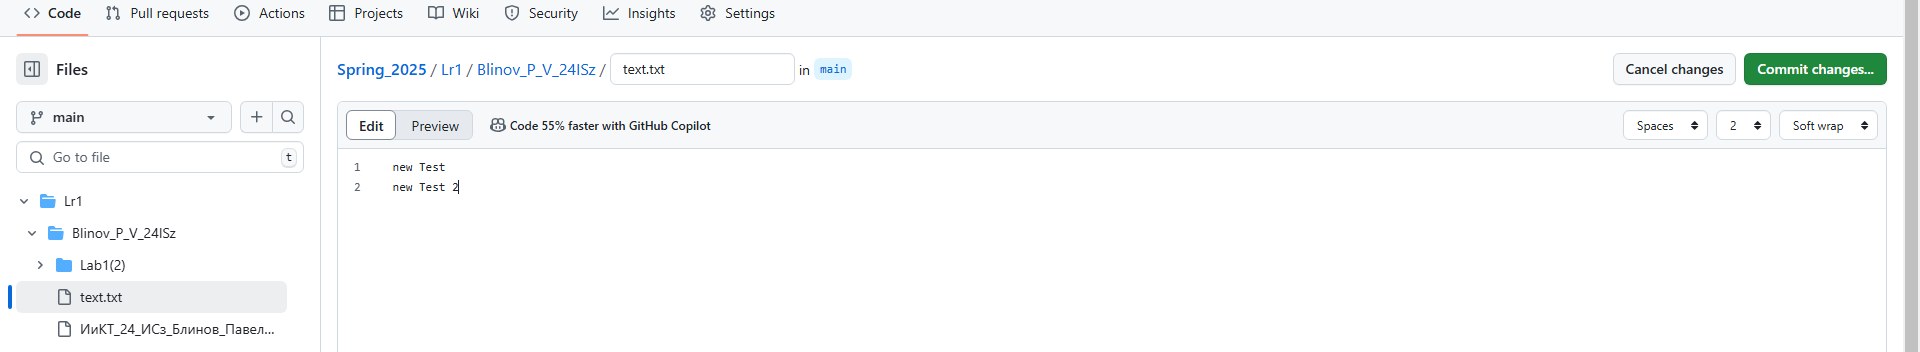 Code Pull requests Actions Projects Wiki Security Insights Settings
Files
main
Go to file t
Lr1
Blinov_P_V_24ISz
Lab1(2)
text.txt
ИиКТ_24_ИСз_Блинов_Павел...
Spring_2025 / Lr1 / Blinov_P_V_24ISz / text.txt in main
Cancel changes Commit changes...
Edit Preview Code 55% faster with GitHub Copilot Spaces 2 Soft wrap
1 new Test
2 new Test 2